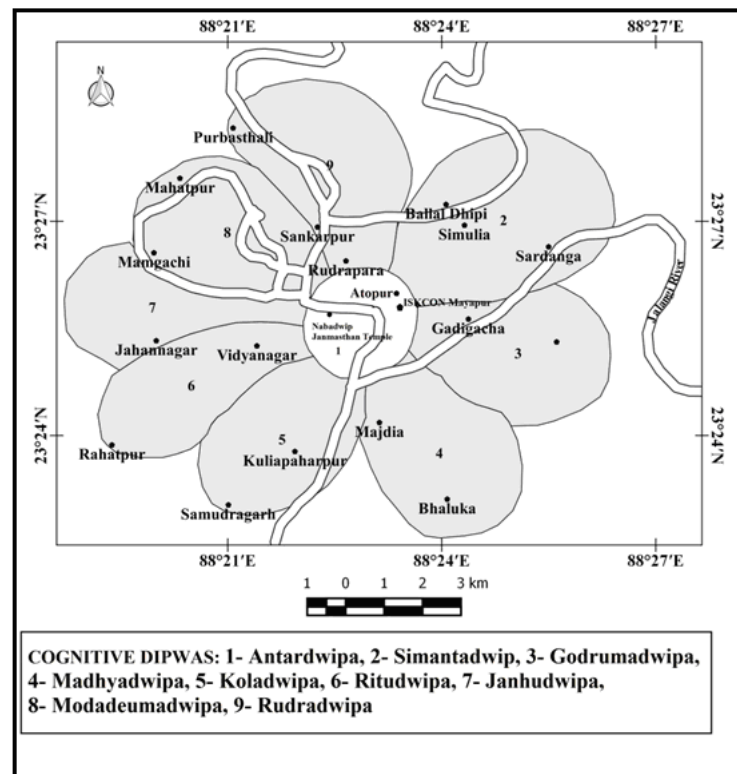 88°21′E 88°24′E 88°27′E
N
Purbasthali
9
Mahatpur
Ballal Dhipi 2
23°27′N 8 Sankarpur Simulia 23°27′N
Mamgachi Rudrapara Sardanga
Atopur
ISKCON Mayapur
Jalangi River
7
Nabadwip
Janmasthan Temple
1
Gadigacha
Jahannagar Vidyanagar 3
6
23°24′N Majdia 23°24′N
Rahatpur 5 4
Kuliapaharpur
Samudragarh Bhaluka
88°21′E 88°24′E 88°27′E
1 0 1 2 3 km
COGNITIVE DIPWAS: 1- Antardwipa, 2- Simantadwip, 3- Godrumadwipa,
4- Madhyadwipa, 5- Koladwipa, 6- Ritudwipa, 7- Janhudwipa,
8- Modadeumadwipa, 9- Rudradwipa